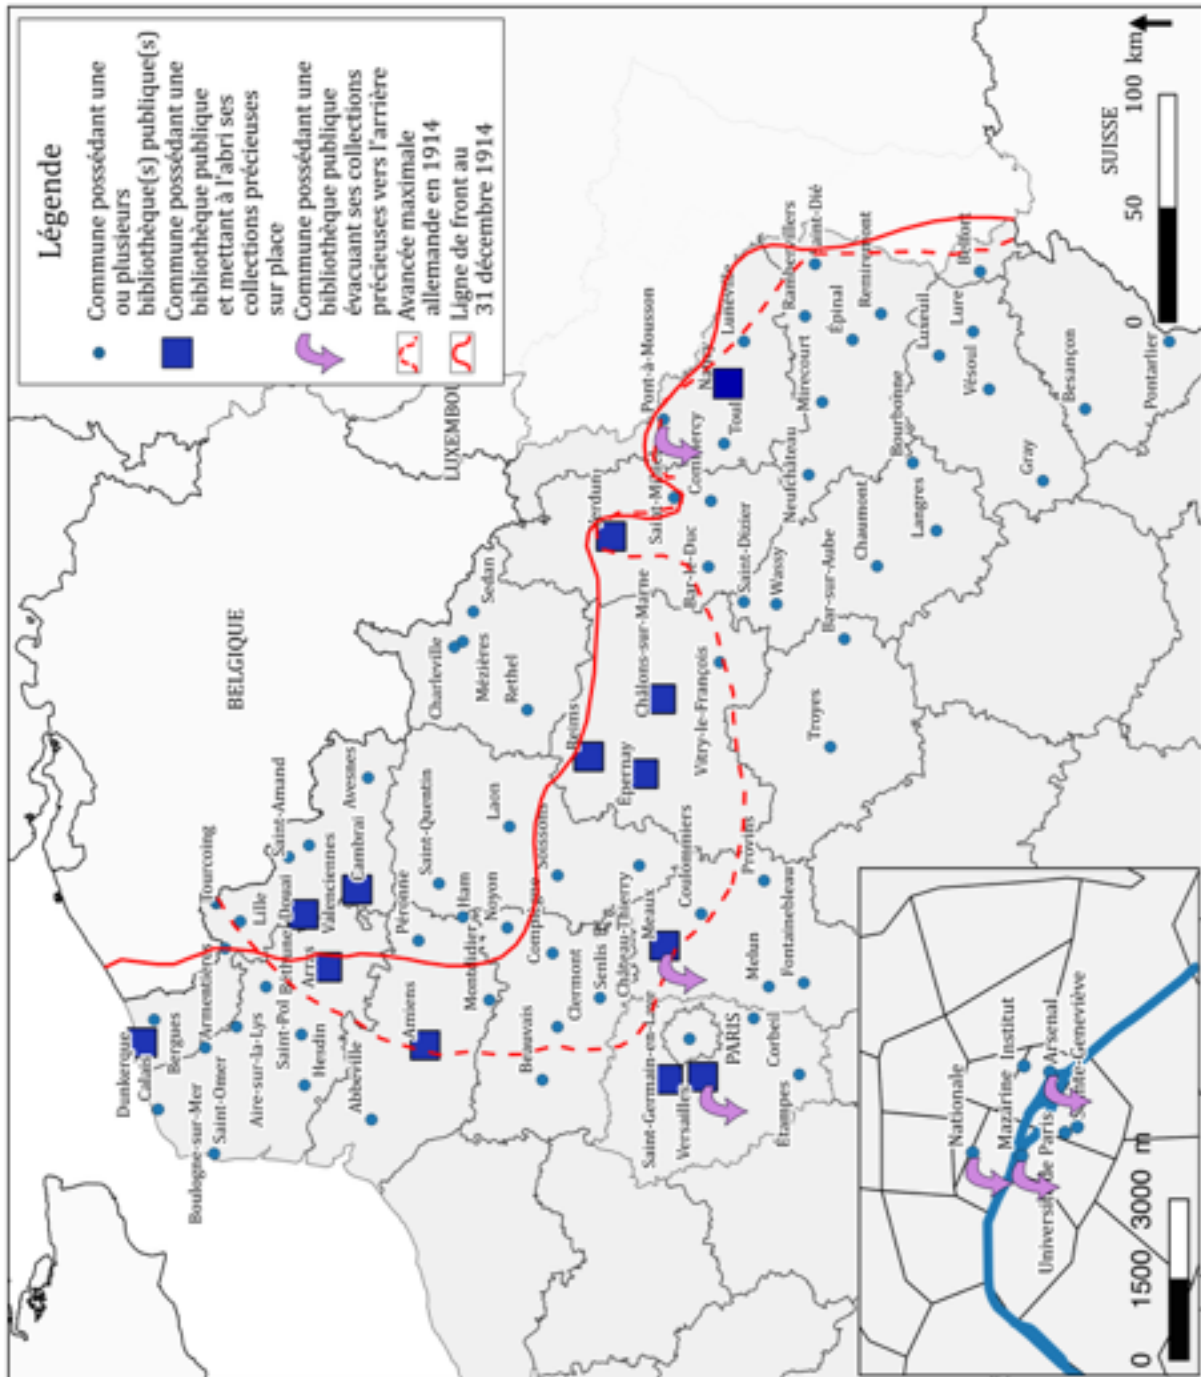 Légende
Commune possédant une
ou plusieurs
bibliothèque(s) publique(s)
Commune possédant une
bibliothèque publique
et mettant à l'abri ses
collections précieuses
sur place
Commune possédant une
bibliothèque publique
évacuant ses collections
précieuses vers l'arrière
Avancée maximale
allemande en 1914
Ligne de front au
31 décembre 1914
BELGIQUE
LUXEMBOU
SUISSE
0 50 100 km
Dunkerque
Calais
Bergues
Boulogne-sur-Mer
Saint-Omer
Armentières
Tourcoing
Lille
Aire-sur-la-Lys
Béthune
Saint-Pol
Hesdin
Arras
Douai
Saint-Amand
Valenciennes
Cambrai
Avesnes
Abbeville
Amiens
Péronne
Montdidier
Ham
Saint-Quentin
Noyon
Laon
Charleville
Mézières
Sedan
Rethel
Beauvais
Clermont
Compiègne
Soissons
Senlis
Château-Thierry
Reims
Épernay
Châlons-sur-Marne
Vitry-le-François
Verdun
Saint-Mi
Commercy
Bar-le-Duc
Pont-à-Mousson
Nancy
Toul
Lunéville
Saint-Germain-en-Laye
Versailles
PARIS
Meaux
Coulommiers
Provins
Melun
Fontainebleau
Corbeil
Étampes
Troyes
Bar-sur-Aube
Saint-Dizier
Wassy
Chaumont
Langres
Bourbonne
Neufchâteau
Mirecourt
Épinal
Rambervillers
Saint-Dié
Remiremont
Luxeuil
Lure
Vésoul
Belfort
Gray
Besançon
Pontarlier
Nationale
Mazarine
Institut
Arsenal
Université de Paris
Sainte-Geneviève
0 1500 3000 m